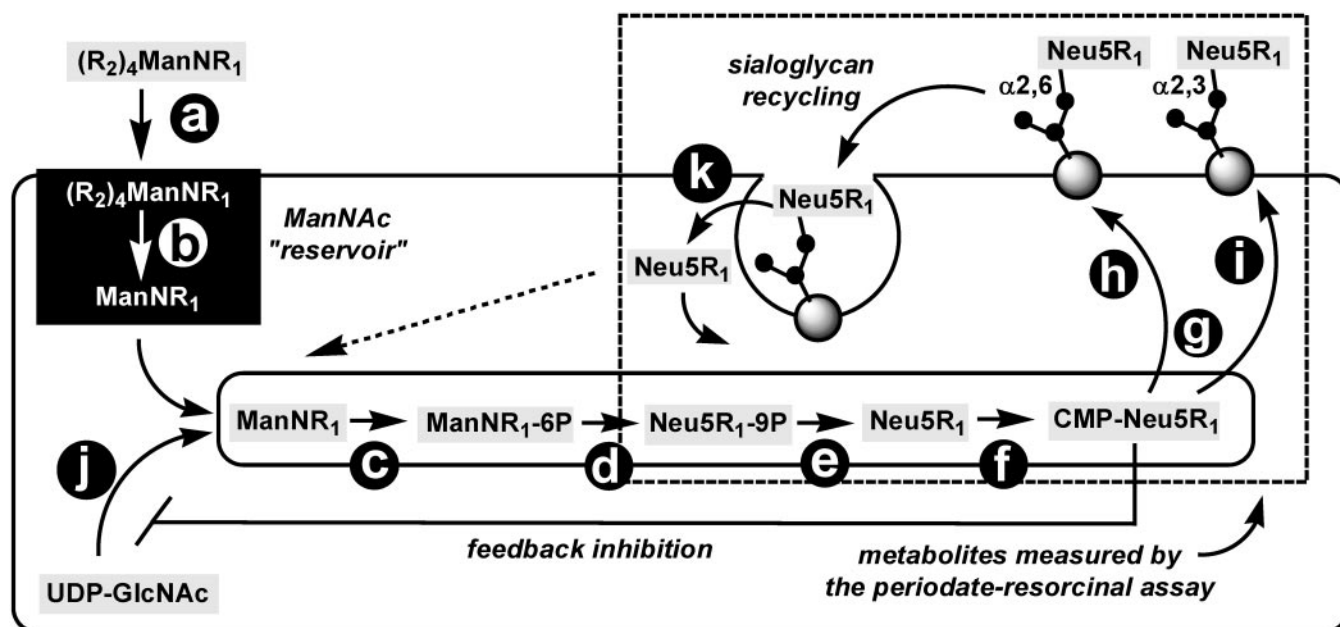 (R₂)₄ManNR₁
a
(R₂)₄ManNR₁
b
ManNR₁
ManNAc
"reservoir"
sialoglycan
recycling
k
Neu5R₁
Neu5R₁
Neu5R₁
α2,6
Neu5R₁
α2,3
h
i
g
ManNR₁
c
ManNR₁-6P
d
Neu5R₁-9P
e
Neu5R₁
f
CMP-Neu5R₁
j
UDP-GlcNAc
feedback inhibition
metabolites measured by
the periodate-resorcinal assay